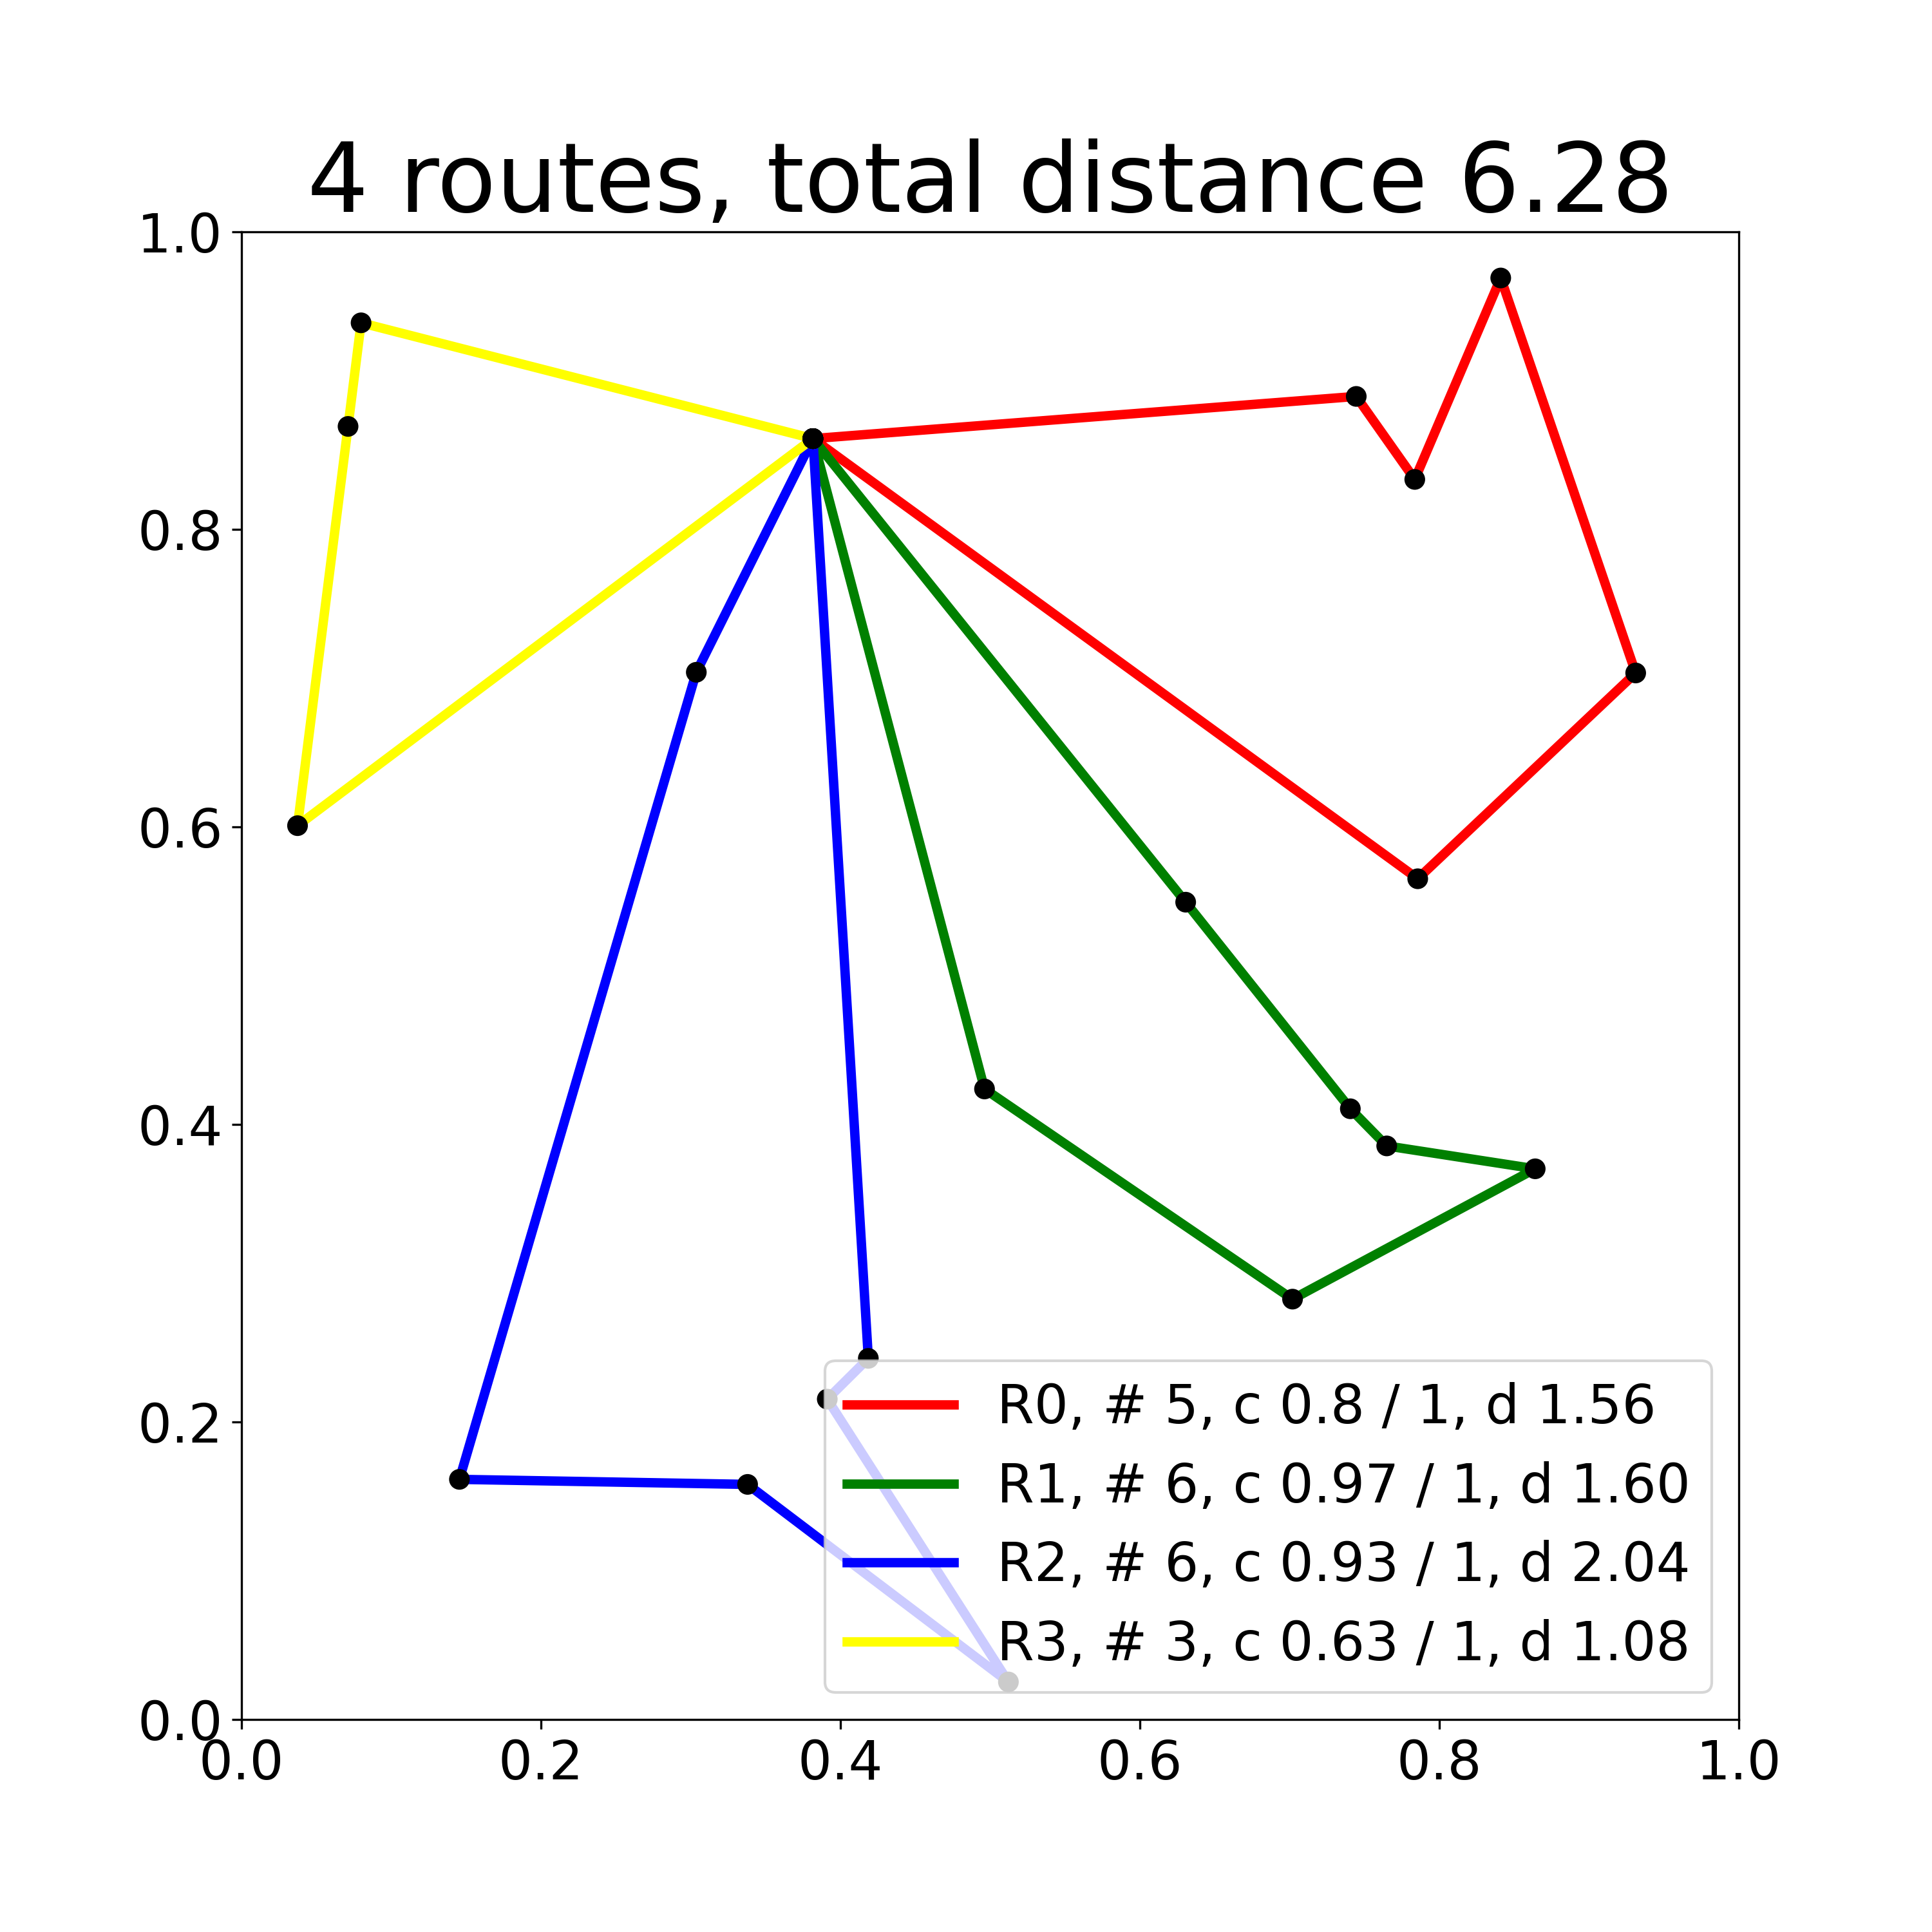 4 routes, total distance 6.28
1.0
0.8
0.6
0.4
0.2
0.0
0.0 0.2 0.4 0.6 0.8 1.0
R0, # 5, c 0.8 / 1, d 1.56
R1, # 6, c 0.97 / 1, d 1.60
R2, # 6, c 0.93 / 1, d 2.04
R3, # 3, c 0.63 / 1, d 1.08